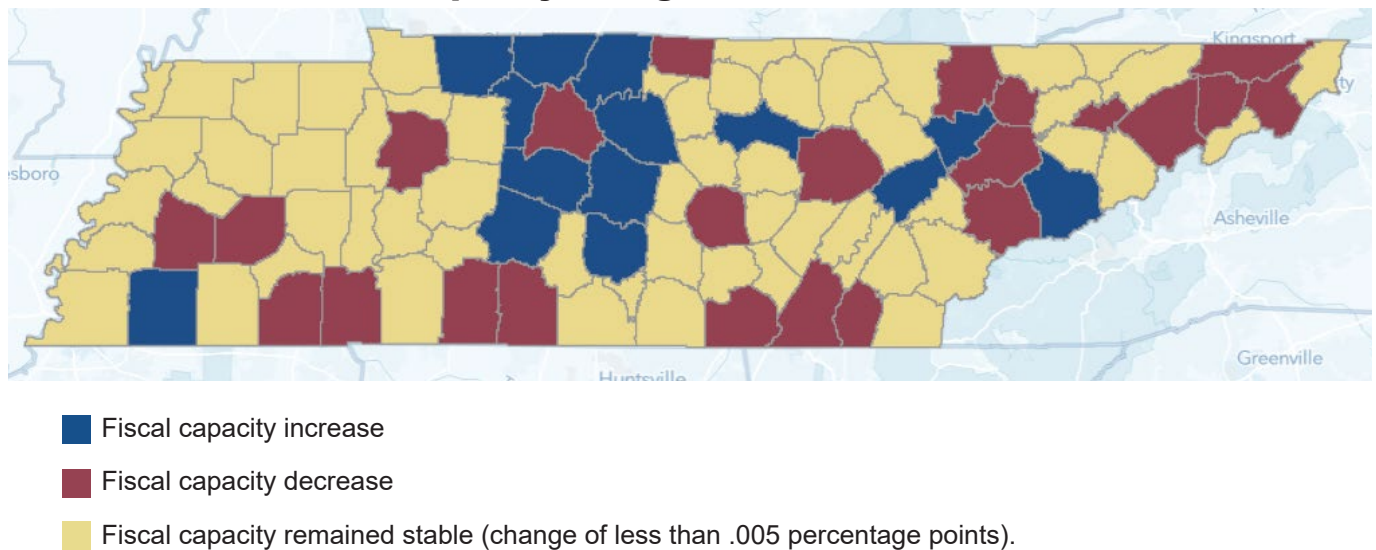 Kingsport
esboro
ty
Asheville
Greenville
Huntsville
Fiscal capacity increase
Fiscal capacity decrease
Fiscal capacity remained stable (change of less than .005 percentage points).